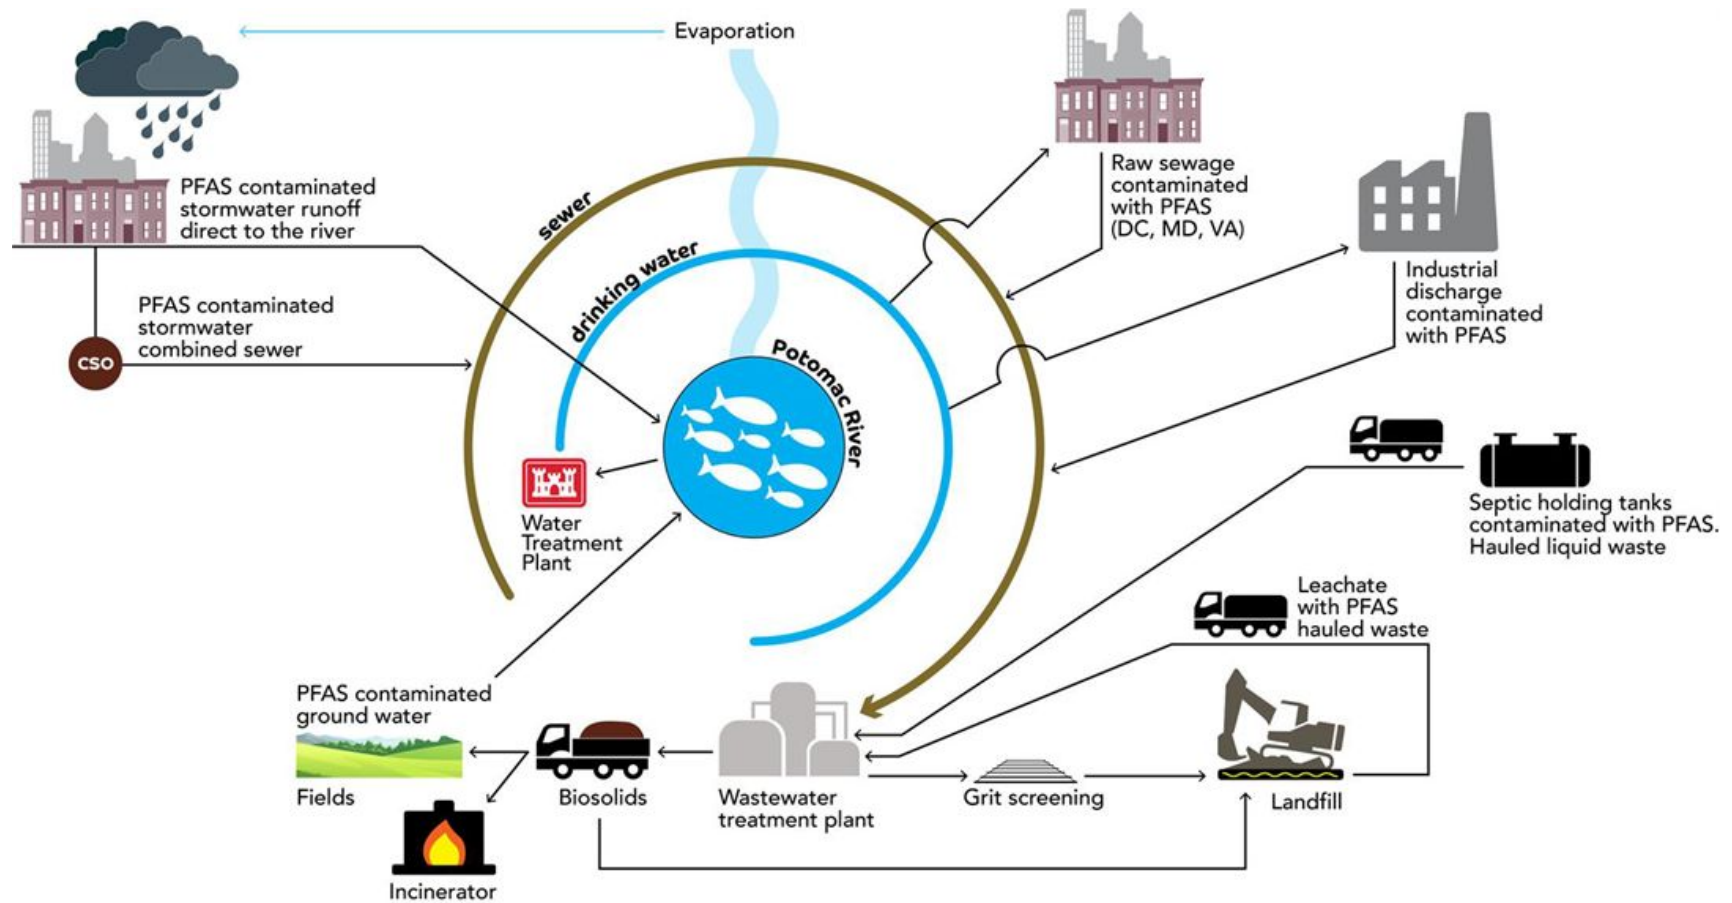 Evaporation
PFAS contaminated
stormwater runoff
direct to the river
PFAS contaminated
stormwater
combined sewer
CSO
sewer
drinking water
Potomac River
Water
Treatment
Plant
Raw sewage
contaminated
with PFAS
(DC, MD, VA)
Industrial
discharge
contaminated
with PFAS
Septic holding tanks
contaminated with PFAS.
Hauled liquid waste
Leachate
with PFAS
hauled waste
PFAS contaminated
ground water
Fields
Incinerator
Biosolids
Wastewater
treatment plant
Grit screening
Landfill